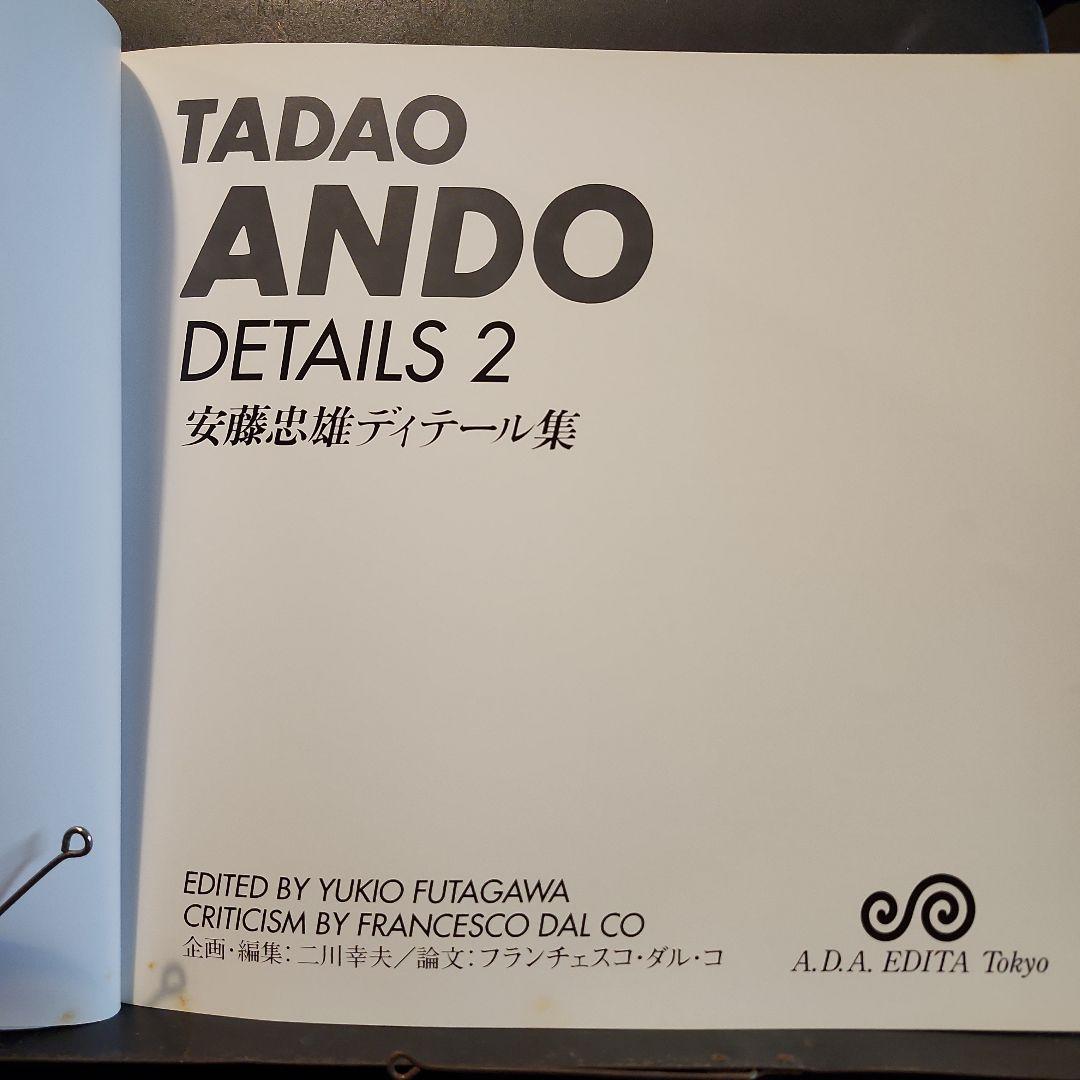 TADAO
ANDO
DETAILS 2
安藤忠雄ディテール集
EDITED BY YUKIO FUTAGAWA
CRITICISM BY FRANCESCO DAL CO
企画・編集：二川幸夫／論文：フランチェスコ・ダル・コ
A.D.A. EDITA Tokyo